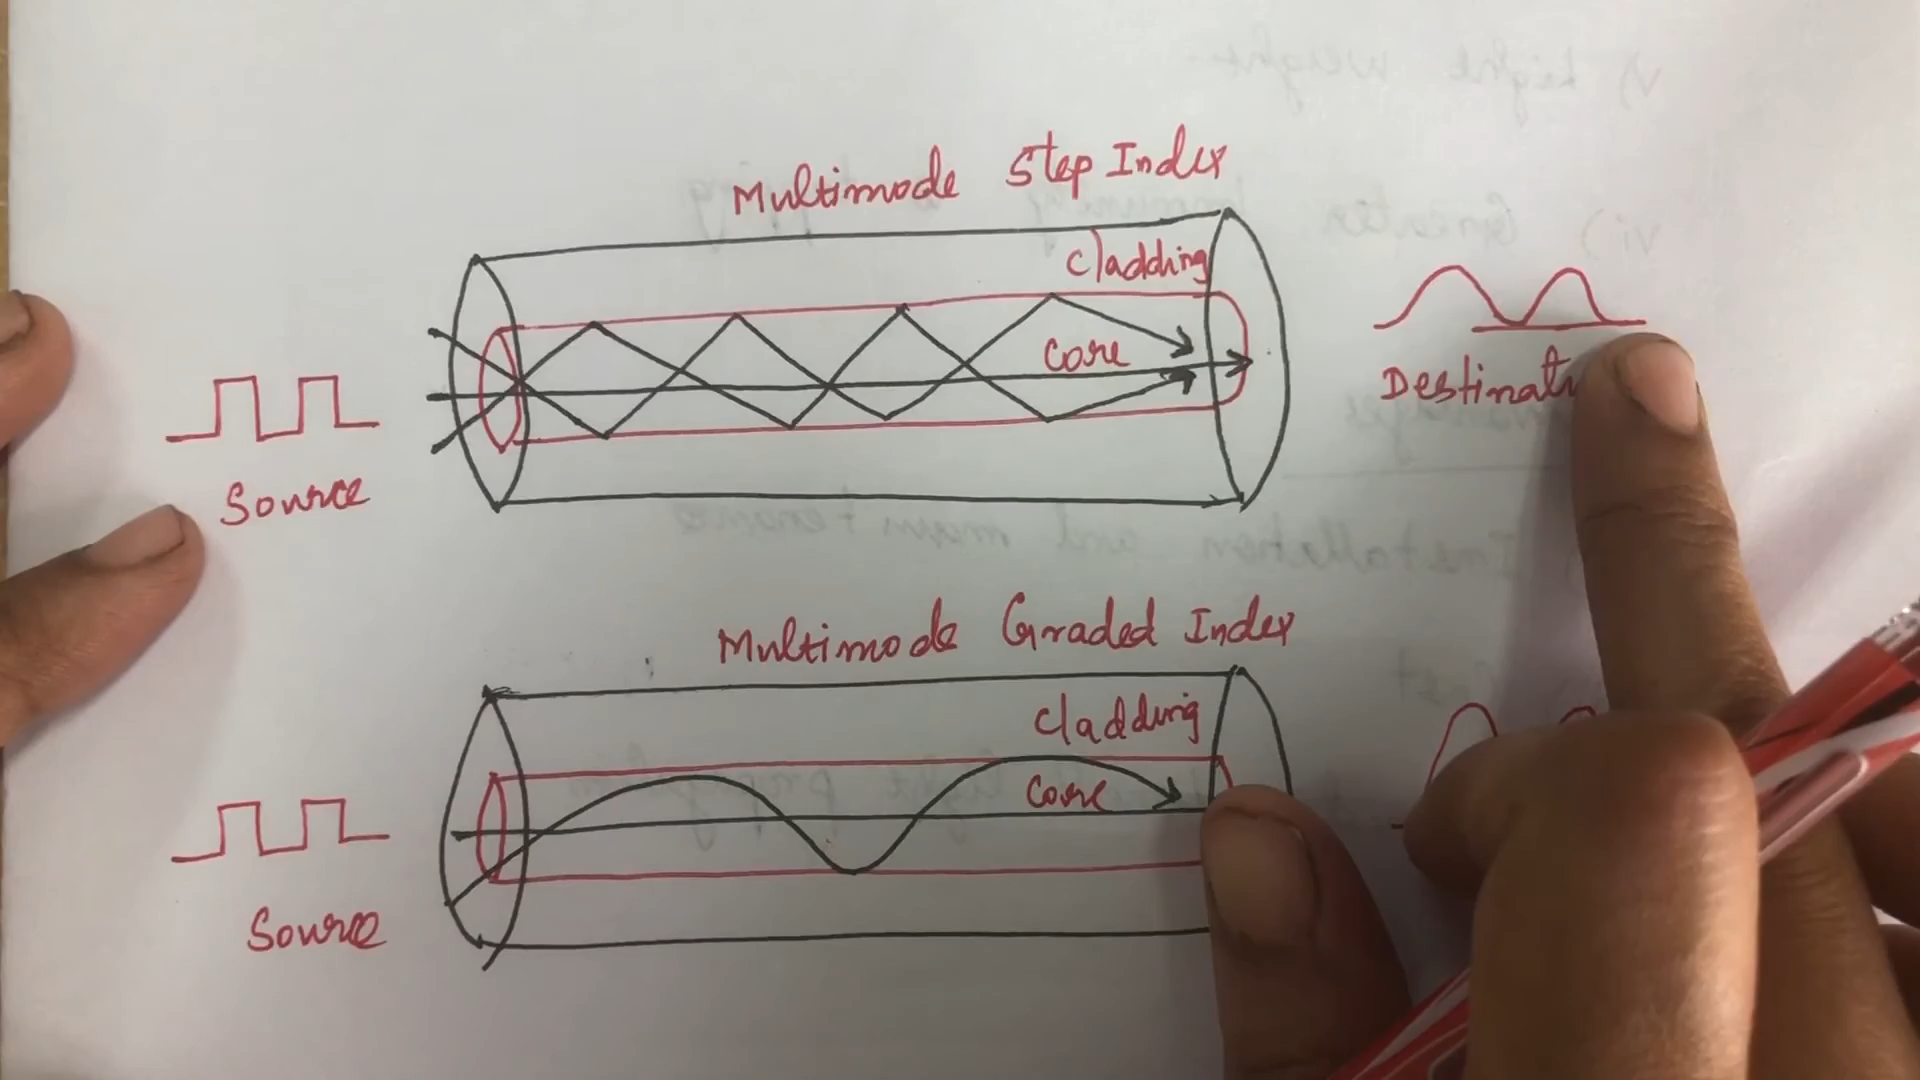 Multimode Step Index
Cladding
Core
Source
Multimode Graded Index
Cladding
Core
Source